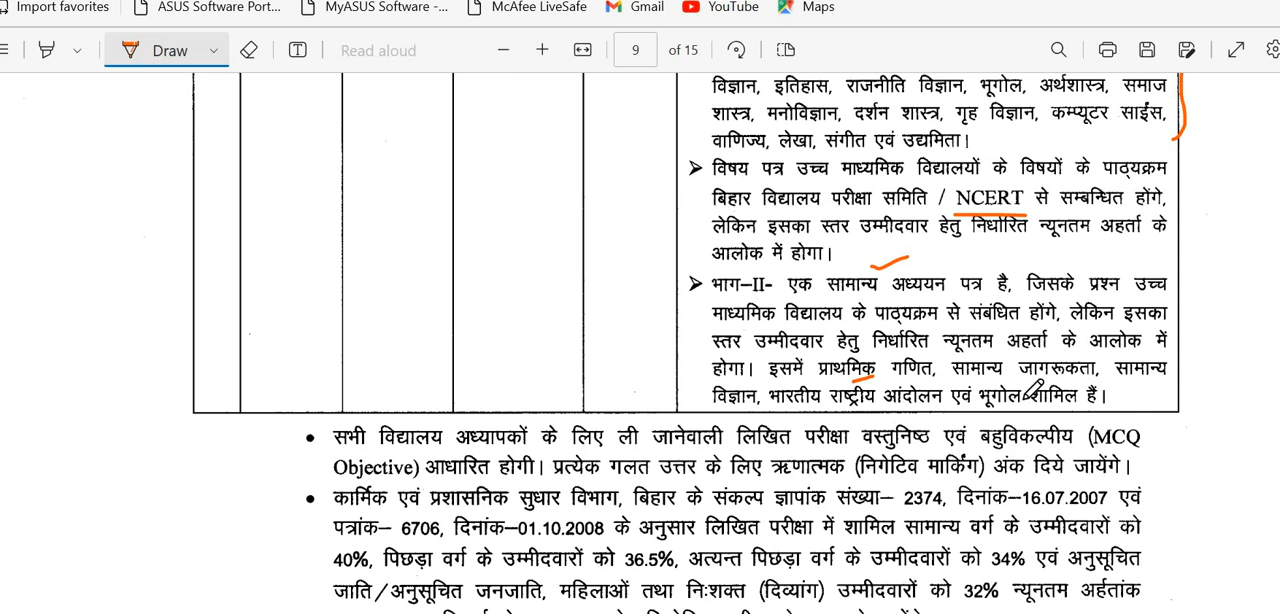 Import favorites ASUS Software Port... MyASUS Software -... McAfee LiveSafe Gmail YouTube Maps
Draw Read aloud 9 of 15
विज्ञान, इतिहास, राजनीति विज्ञान, भूगोल, अर्थशास्त्र, समाज
शास्त्र, मनोविज्ञान, दर्शन शास्त्र, गृह विज्ञान, कम्प्यूटर साईंस,
वाणिज्य, लेखा, संगीत एवं उद्यमिता।
➢ विषय पत्र उच्च माध्यमिक विद्यालयों के विषयों के पाठ्यक्रम
बिहार विद्यालय परीक्षा समिति / NCERT से सम्बन्धित होंगे,
लेकिन इसका स्तर उम्मीदवार हेतु निर्धारित न्यूनतम अहर्ता के
आलोक में होगा।
➢ भाग–II- एक सामान्य अध्ययन पत्र है, जिसके प्रश्न उच्च
माध्यमिक विद्यालय के पाठ्यक्रम से संबंधित होंगे, लेकिन इसका
स्तर उम्मीदवार हेतु निर्धारित न्यूनतम अहर्ता के आलोक में
होगा। इसमें प्राथमिक गणित, सामान्य जागरूकता, सामान्य
विज्ञान, भारतीय राष्ट्रीय आंदोलन एवं भूगोल शामिल हैं।
• सभी विद्यालय अध्यापकों के लिए ली जानेवाली लिखित परीक्षा वस्तुनिष्ठ एवं बहुविकल्पीय (MCQ
Objective) आधारित होगी। प्रत्येक गलत उत्तर के लिए ऋणात्मक (निगेटिव मार्किंग) अंक दिये जायेंगे।
• कार्मिक एवं प्रशासनिक सुधार विभाग, बिहार के संकल्प ज्ञापांक संख्या– 2374, दिनांक–16.07.2007 एवं
पत्रांक– 6706, दिनांक–01.10.2008 के अनुसार लिखित परीक्षा में शामिल सामान्य वर्ग के उम्मीदवारों को
40%, पिछड़ा वर्ग के उम्मीदवारों को 36.5%, अत्यन्त पिछड़ा वर्ग के उम्मीदवारों को 34% एवं अनुसूचित
जाति/अनुसूचित जनजाति, महिलाओं तथा निःशक्त (दिव्यांग) उम्मीदवारों को 32% न्यूनतम अर्हतांक